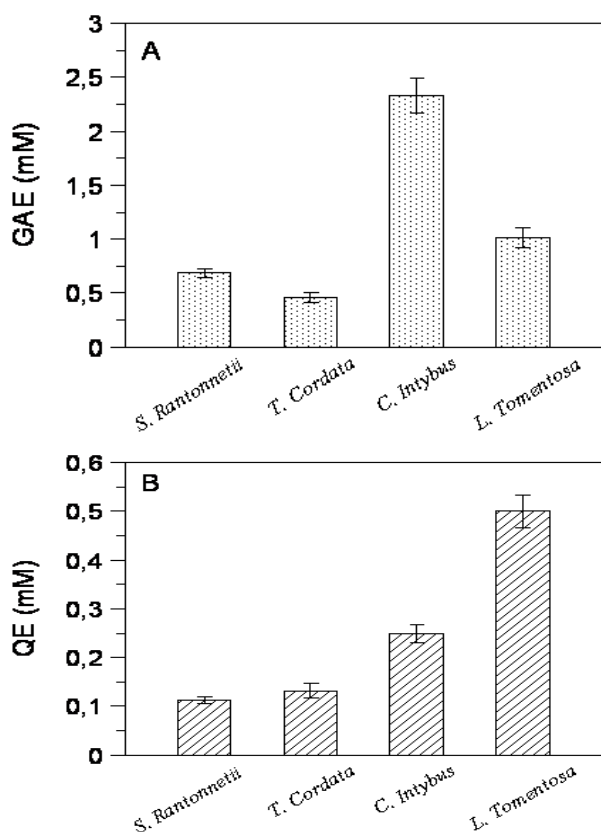 A
GAE (mM)
3
2,5
2
1,5
1
0,5
0
S. Rantonnetii
T. Cordata
C. Intybus
L. Tomentosa
B
QE (mM)
0,6
0,5
0,4
0,3
0,2
0,1
0
S. Rantonnetii
T. Cordata
C. Intybus
L. Tomentosa